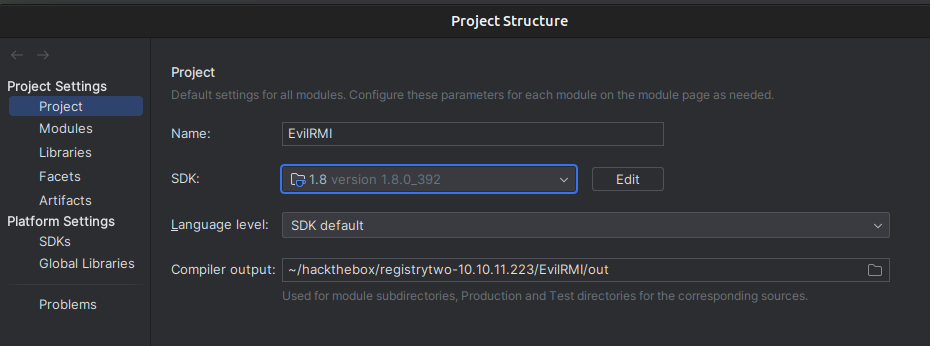 Project Structure
Project Settings
Project
Modules
Libraries
Facets
Artifacts
Platform Settings
SDKs
Global Libraries
Problems
Project
Default settings for all modules. Configure these parameters for each module on the module page as needed.
Name: EvilRMI
SDK: 1.8 version 1.8.0_392 Edit
Language level: SDK default
Compiler output: ~/hackthebox/registrytwo-10.10.11.223/EvilRMI/out
Used for module subdirectories, Production and Test directories for the corresponding sources.